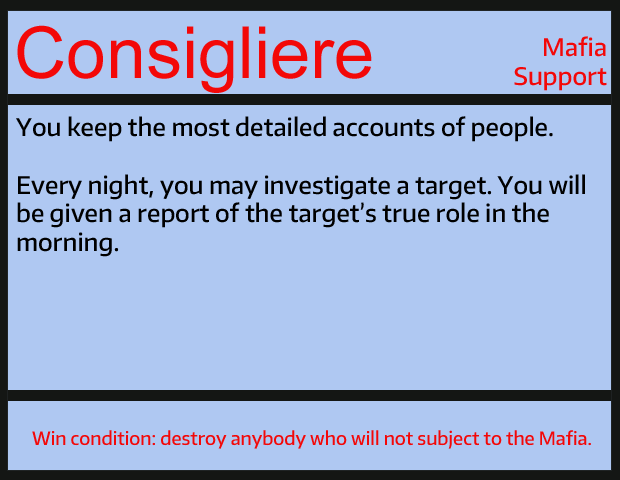 Consigliere
Mafia
Support
You keep the most detailed accounts of people.
Every night, you may investigate a target. You will
be given a report of the target’s true role in the
morning.
Win condition: destroy anybody who will not subject to the Mafia.